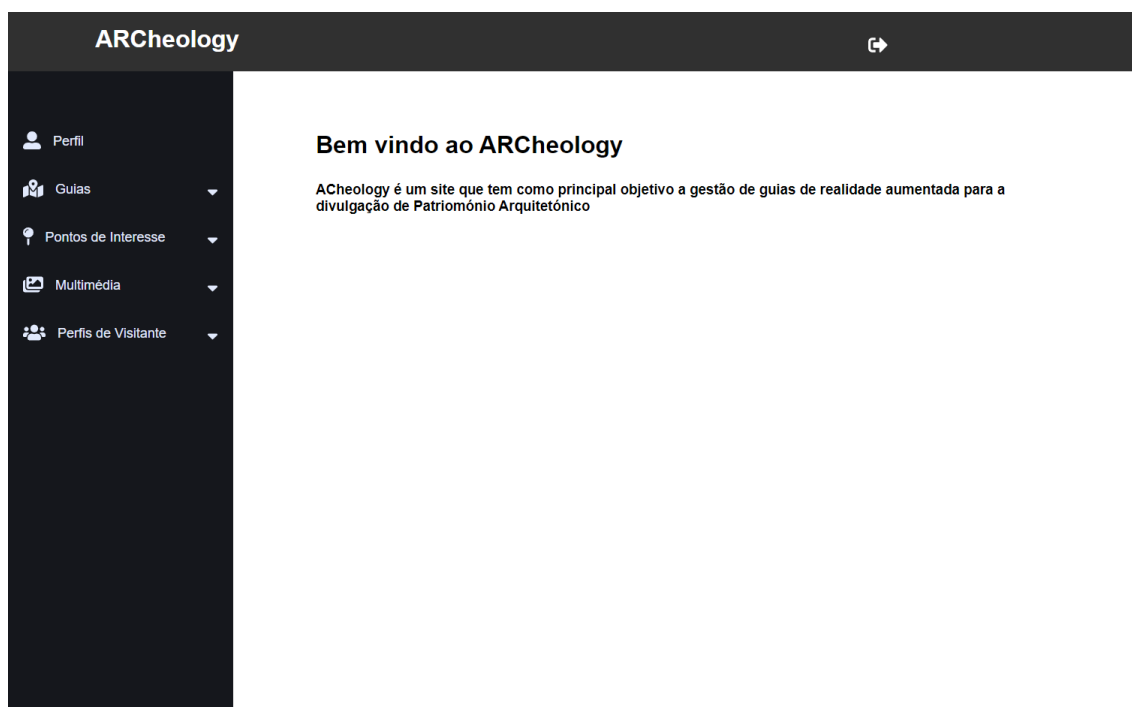 ARCheology
Perfil
Guias
Pontos de Interesse
Multimédia
Perfis de Visitante
Bem vindo ao ARCheology
ACheology é um site que tem como principal objetivo a gestão de guias de realidade aumentada para a
divulgação de Patriomónio Arquitetónico